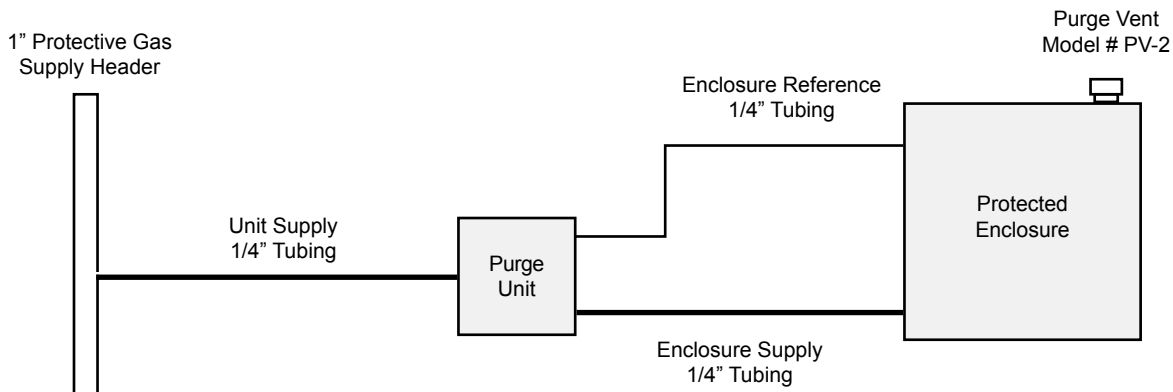 1” Protective Gas
Supply Header
Unit Supply
1/4” Tubing
Purge
Unit
Enclosure Reference
1/4” Tubing
Enclosure Supply
1/4” Tubing
Purge Vent
Model # PV-2
Protected
Enclosure